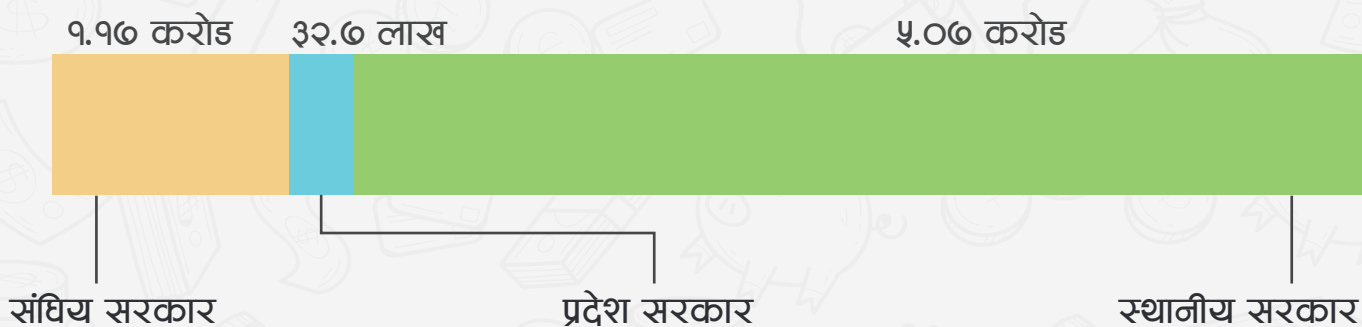 १.१७ करोड ३२.७ लाख ५.०७ करोड
संघिय सरकार प्रदेश सरकार स्थानीय सरकार